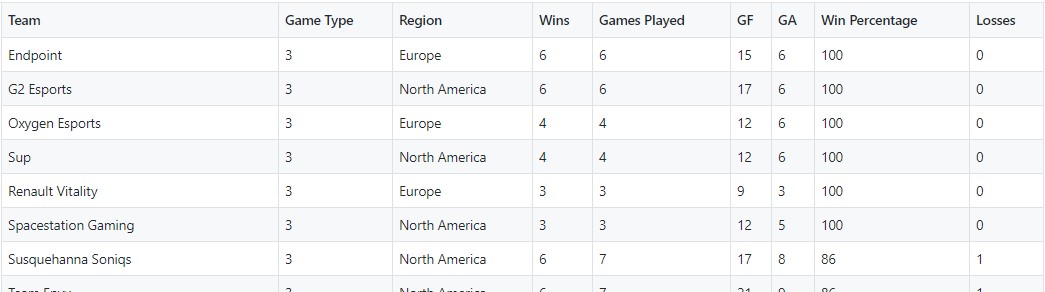 Team Game Type Region Wins Games Played GF GA Win Percentage Losses
Endpoint 3 Europe 6 6 15 6 100 0
G2 Esports 3 North America 6 6 17 6 100 0
Oxygen Esports 3 Europe 4 4 12 6 100 0
Sup 3 North America 4 4 12 6 100 0
Renault Vitality 3 Europe 3 3 9 3 100 0
Spacestation Gaming 3 North America 3 3 12 5 100 0
Susquehanna Soniqs 3 North America 6 7 17 8 86 1
Team Envy 3 North America 6 7 21 9 86 1